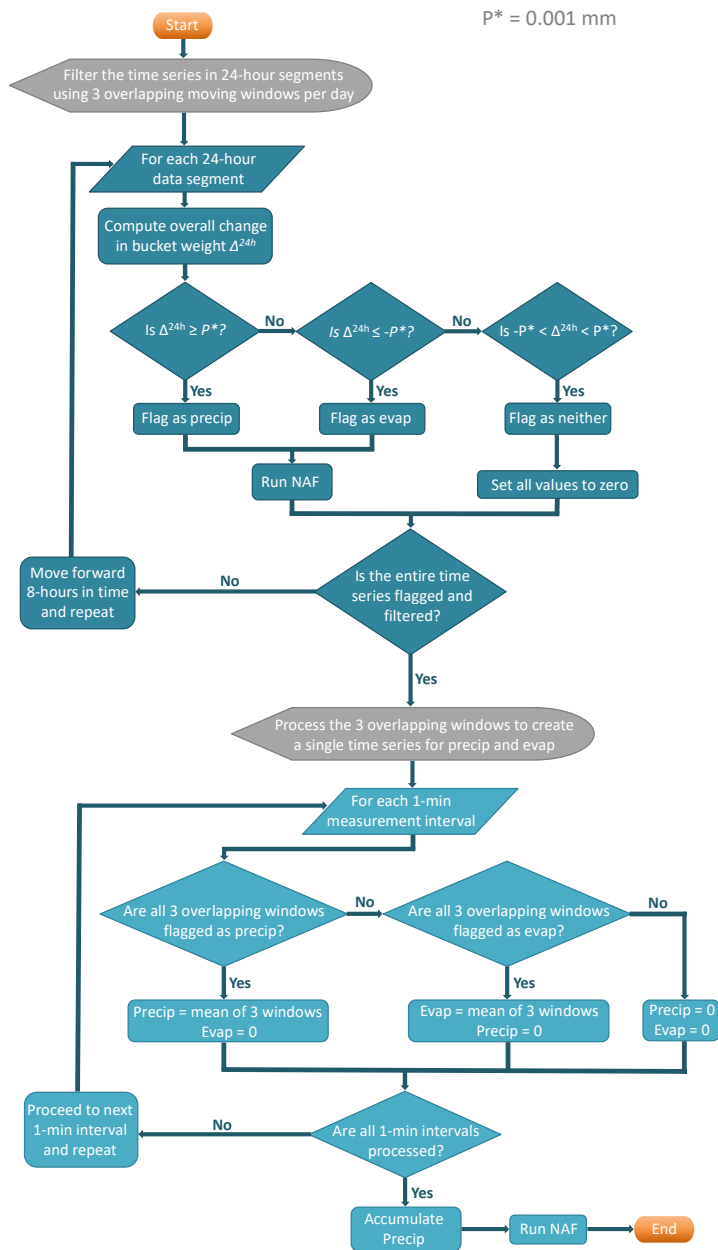 P* = 0.001 mm
Start
Filter the time series in 24-hour segments
using 3 overlapping moving windows per day
For each 24-hour
data segment
Compute overall change
in bucket weight Δ²⁴ʰ
Is Δ²⁴ʰ ≥ P*?
No
Is Δ²⁴ʰ ≤ -P*?
No
Is -P* < Δ²⁴ʰ < P*?
Yes
Yes
Yes
Flag as precip
Flag as evap
Flag as neither
Run NAF
Set all values to zero
Is the entire time
series flagged and
filtered?
No
Move forward
8-hours in time
and repeat
Yes
Process the 3 overlapping windows to create
a single time series for precip and evap
For each 1-min
measurement interval
Are all 3 overlapping windows
flagged as precip?
No
Are all 3 overlapping windows
flagged as evap?
No
Yes
Yes
Precip = mean of 3 windows
Evap = 0
Evap = mean of 3 windows
Precip = 0
Precip = 0
Evap = 0
Are all 1-min intervals
processed?
No
Proceed to next
1-min interval
and repeat
Yes
Accumulate
Precip
Run NAF
End